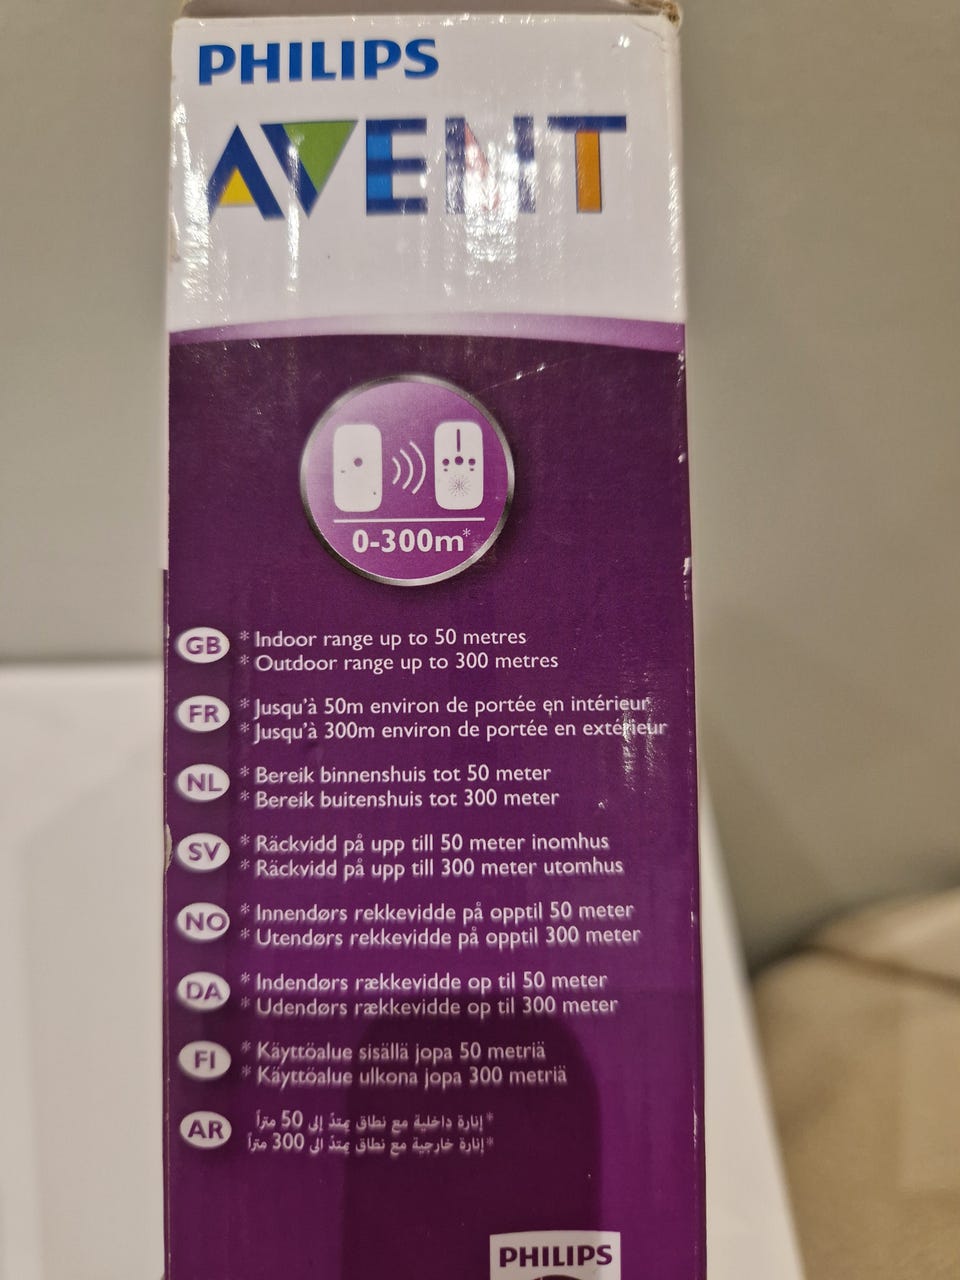 PHILIPS
AVENT
0-300m*
GB
* Indoor range up to 50 metres
* Outdoor range up to 300 metres
FR
* Jusqu'à 50m environ de portée en intérieur
* Jusqu'à 300m environ de portée en extérieur
NL
* Bereik binnenshuis tot 50 meter
* Bereik buitenshuis tot 300 meter
SV
* Räckvidd på upp till 50 meter inomhus
* Räckvidd på upp till 300 meter utomhus
NO
* Innendørs rekkevidde på opptil 50 meter
* Utendørs rekkevidde på opptil 300 meter
DA
* Indendørs rækkevidde op til 50 meter
* Udendørs rækkevidde op til 300 meter
FI
* Käyttöalue sisällä jopa 50 metriä
* Käyttöalue ulkona jopa 300 metriä
AR
* إنارة داخلية مع نطاق يمتدّ إلى 50 متراً
* إنارة خارجية مع نطاق يمتدّ الى 300 متراً
PHILIPS